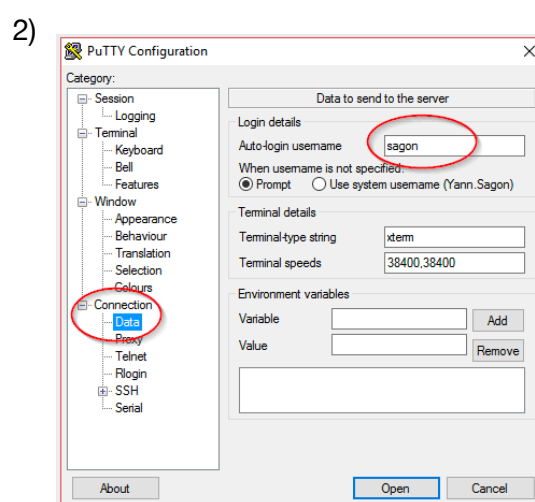 2)
PuTTY Configuration
Category:
Session
Logging
Terminal
Keyboard
Bell
Features
Window
Appearance
Behaviour
Translation
Selection
Colours
Connection
Data
Proxy
Telnet
Rlogin
SSH
Serial
Data to send to the server
Login details
Auto-login username sagon
When username is not specified:
Prompt Use system username (Yann.Sagon)
Terminal details
Terminal-type string xterm
Terminal speeds 38400,38400
Environment variables
Variable Add
Value Remove
About Open Cancel